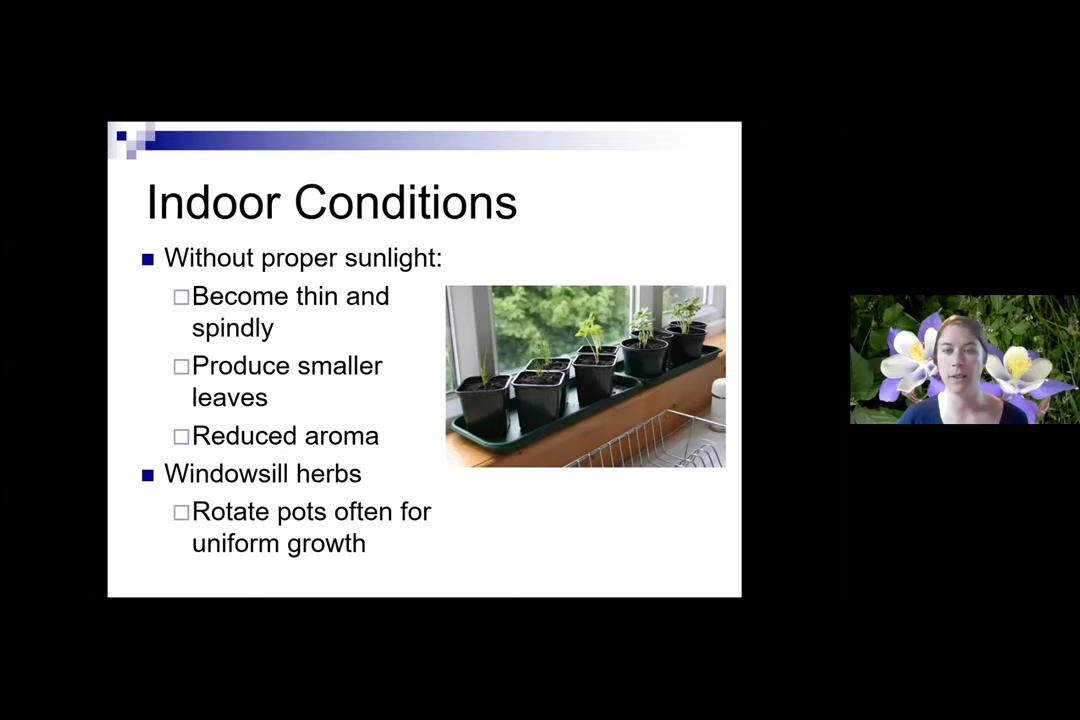 Indoor Conditions
Without proper sunlight:
Become thin and
spindly
Produce smaller
leaves
Reduced aroma
Windowsill herbs
Rotate pots often for
uniform growth